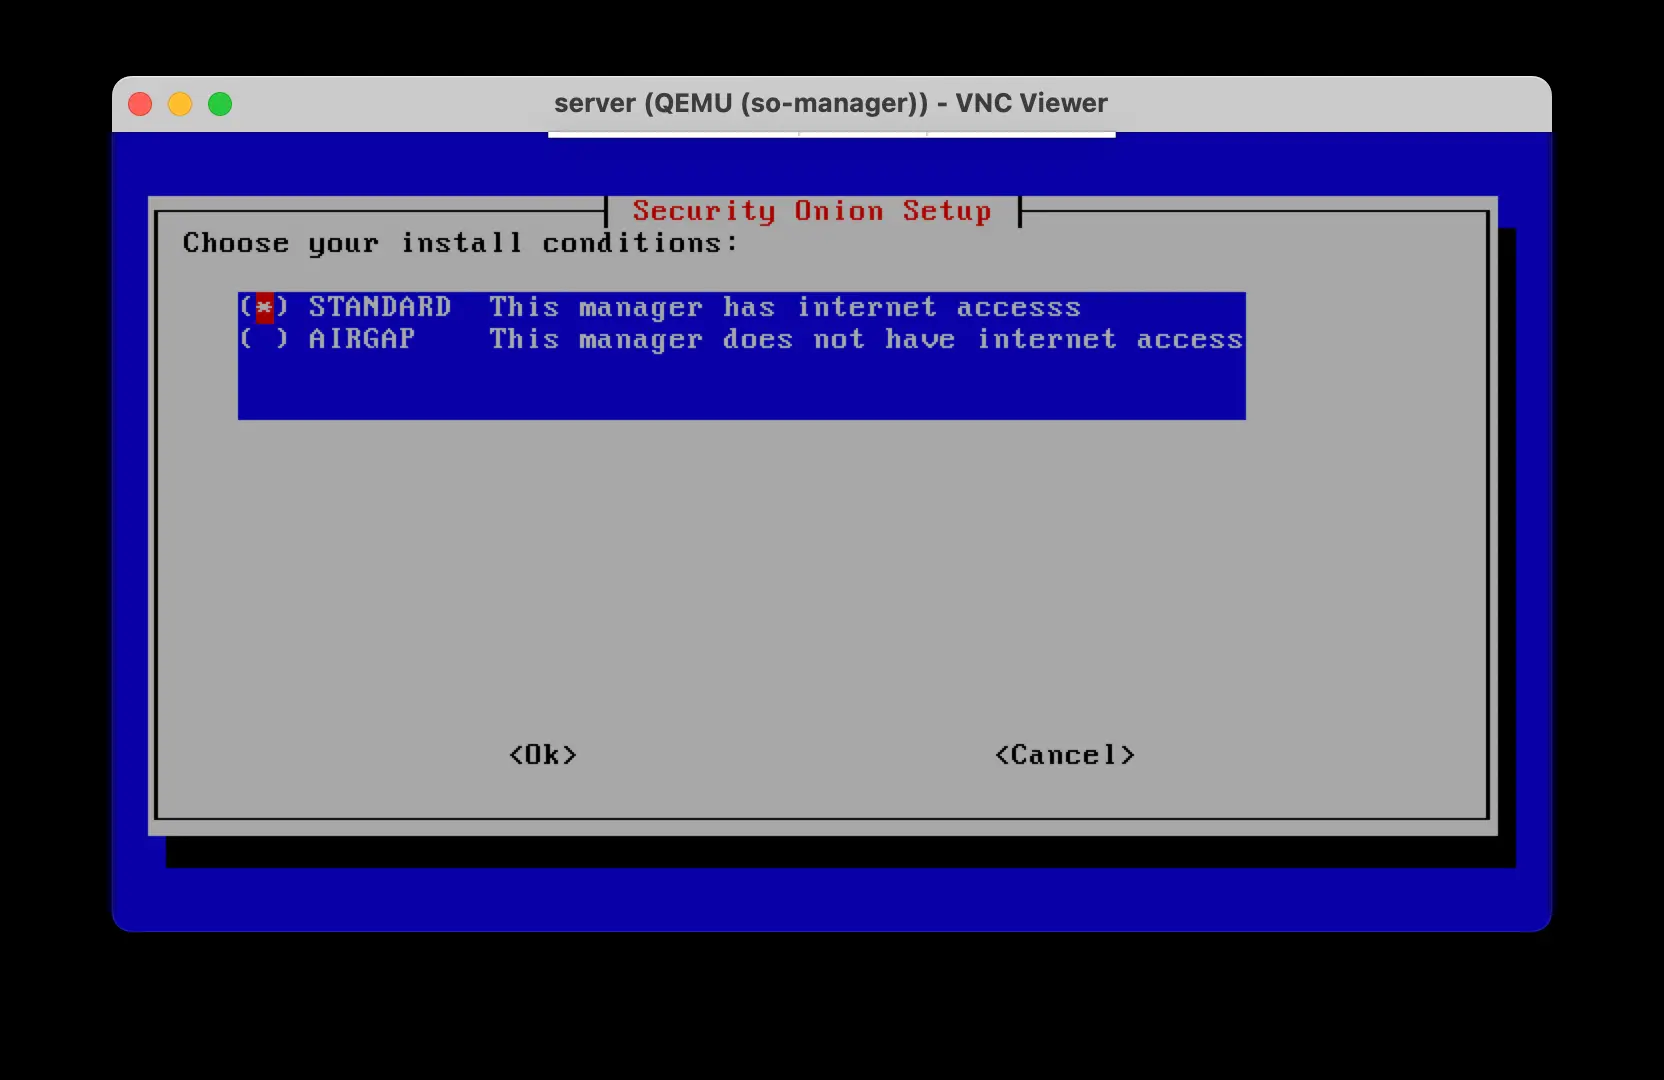 server (QEMU (so-manager)) - VNC Viewer
Security Onion Setup
Choose your install conditions:
(*) STANDARD This manager has internet accesss
( ) AIRGAP This manager does not have internet access
<Ok> <Cancel>